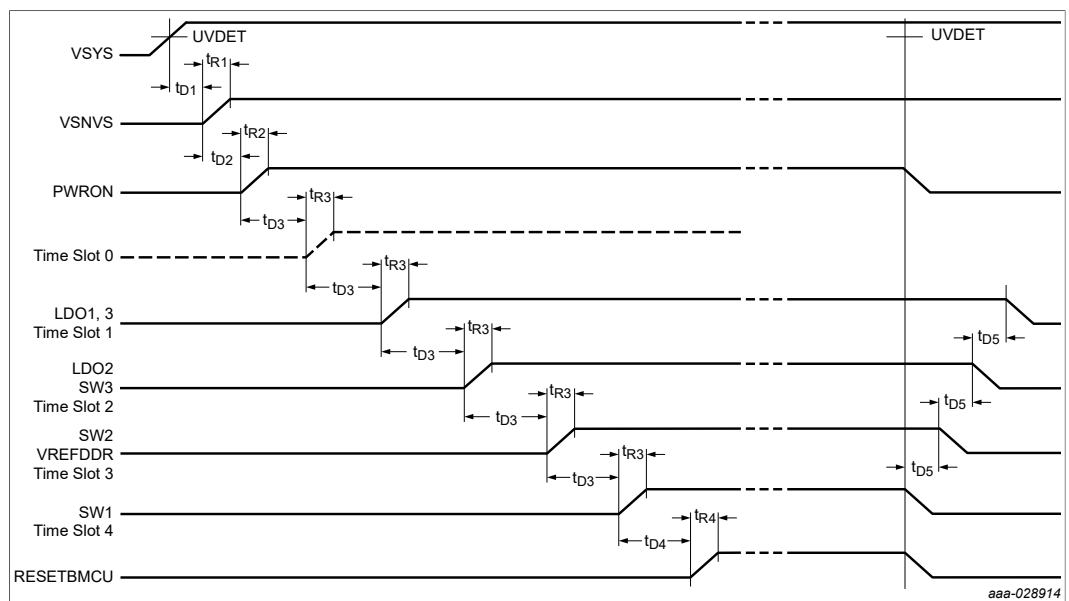 UVDET
UVDET
VSYS
tR1
tD1
VSNVS
tR2
tD2
PWRON
tR3
tD3
Time Slot 0
tR3
tD3
LDO1, 3
Time Slot 1
tR3
tD3
tD5
LDO2
SW3
Time Slot 2
tR3
tD3
tD5
SW2
VREFDDR
Time Slot 3
tR3
tD3
tD5
SW1
Time Slot 4
tR4
tD4
RESETBMCU
aaa-028914